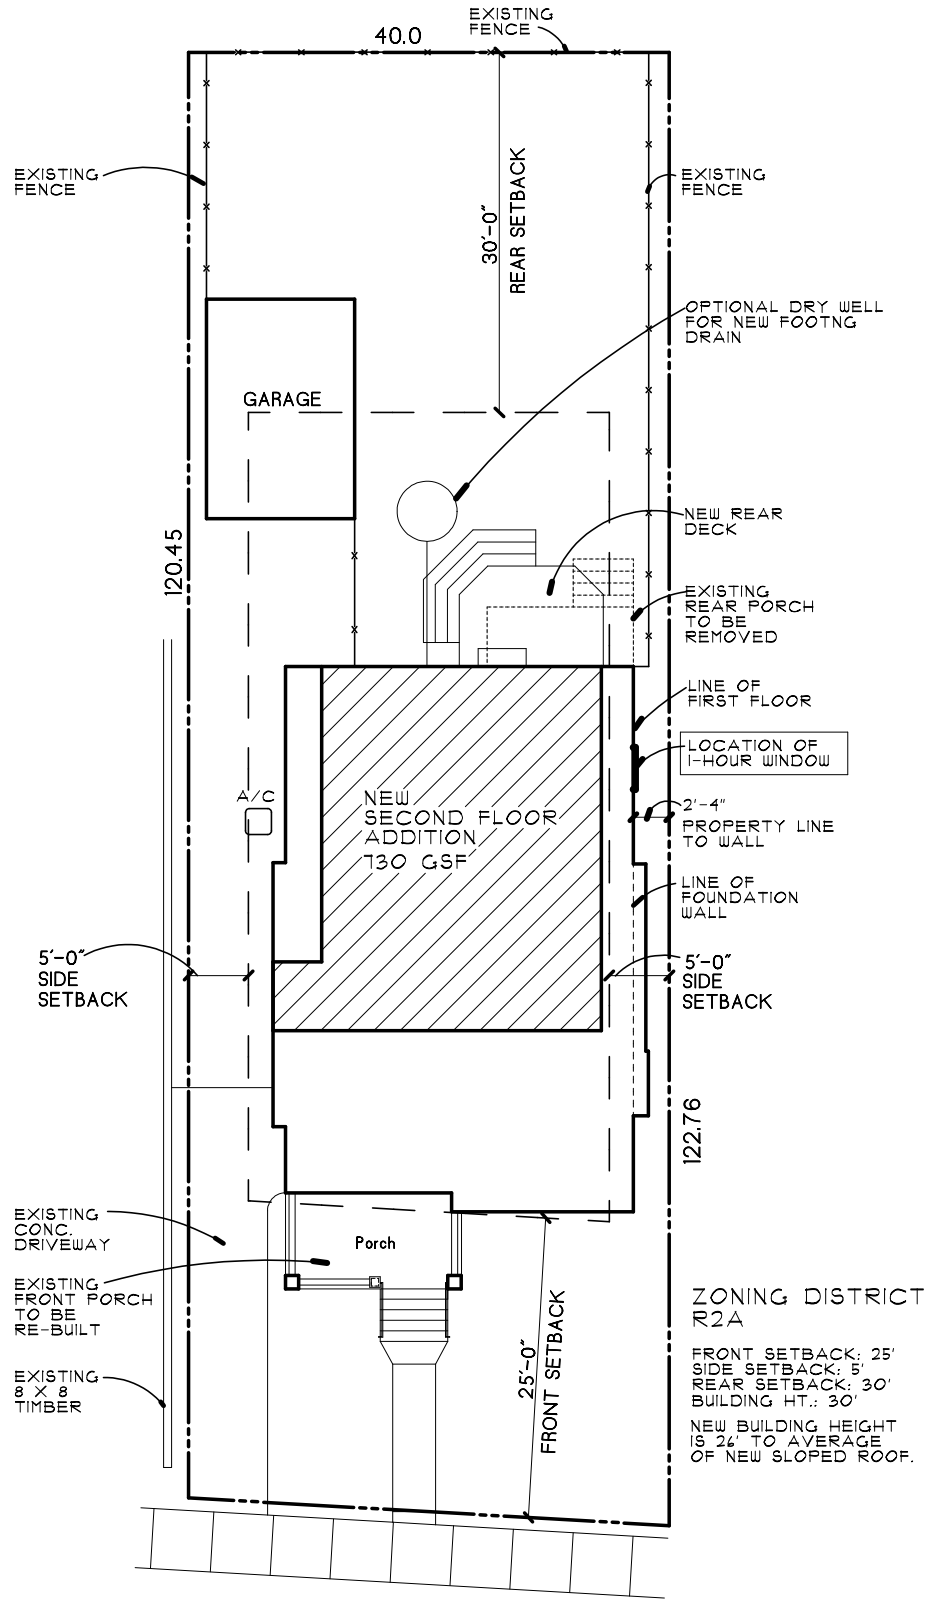 EXISTING
FENCE
40.0
EXISTING
FENCE
EXISTING
FENCE
30'-0"
REAR SETBACK
OPTIONAL DRY WELL
FOR NEW FOOTNG
DRAIN
GARAGE
NEW REAR
DECK
120.45
EXISTING
REAR PORCH
TO BE
REMOVED
LINE OF
FIRST FLOOR
LOCATION OF
1-HOUR WINDOW
A/C
NEW
SECOND FLOOR
ADDITION
730 GSF
2'-4"
PROPERTY LINE
TO WALL
LINE OF
FOUNDATION
WALL
5'-0"
SIDE
SETBACK
5'-0"
SIDE
SETBACK
122.76
EXISTING
CONC.
DRIVEWAY
Porch
EXISTING
FRONT PORCH
TO BE
RE-BUILT
25'-0"
FRONT SETBACK
EXISTING
8 X 8
TIMBER
ZONING DISTRICT
R2A
FRONT SETBACK: 25'
SIDE SETBACK: 5'
REAR SETBACK: 30'
BUILDING HT.: 30'
NEW BUILDING HEIGHT
IS 26' TO AVERAGE
OF NEW SLOPED ROOF.